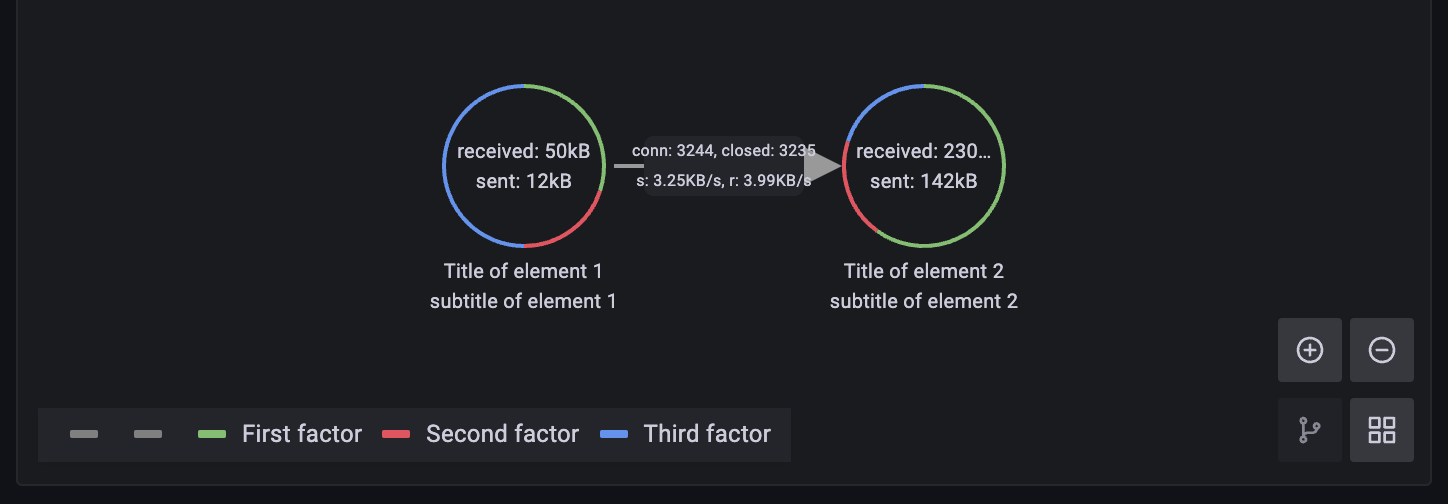 received: 50kB
sent: 12kB
conn: 3244, closed: 3235
s: 3.25KB/s, r: 3.99KB/s
received: 230…
sent: 142kB
Title of element 1
subtitle of element 1
Title of element 2
subtitle of element 2
First factor
Second factor
Third factor